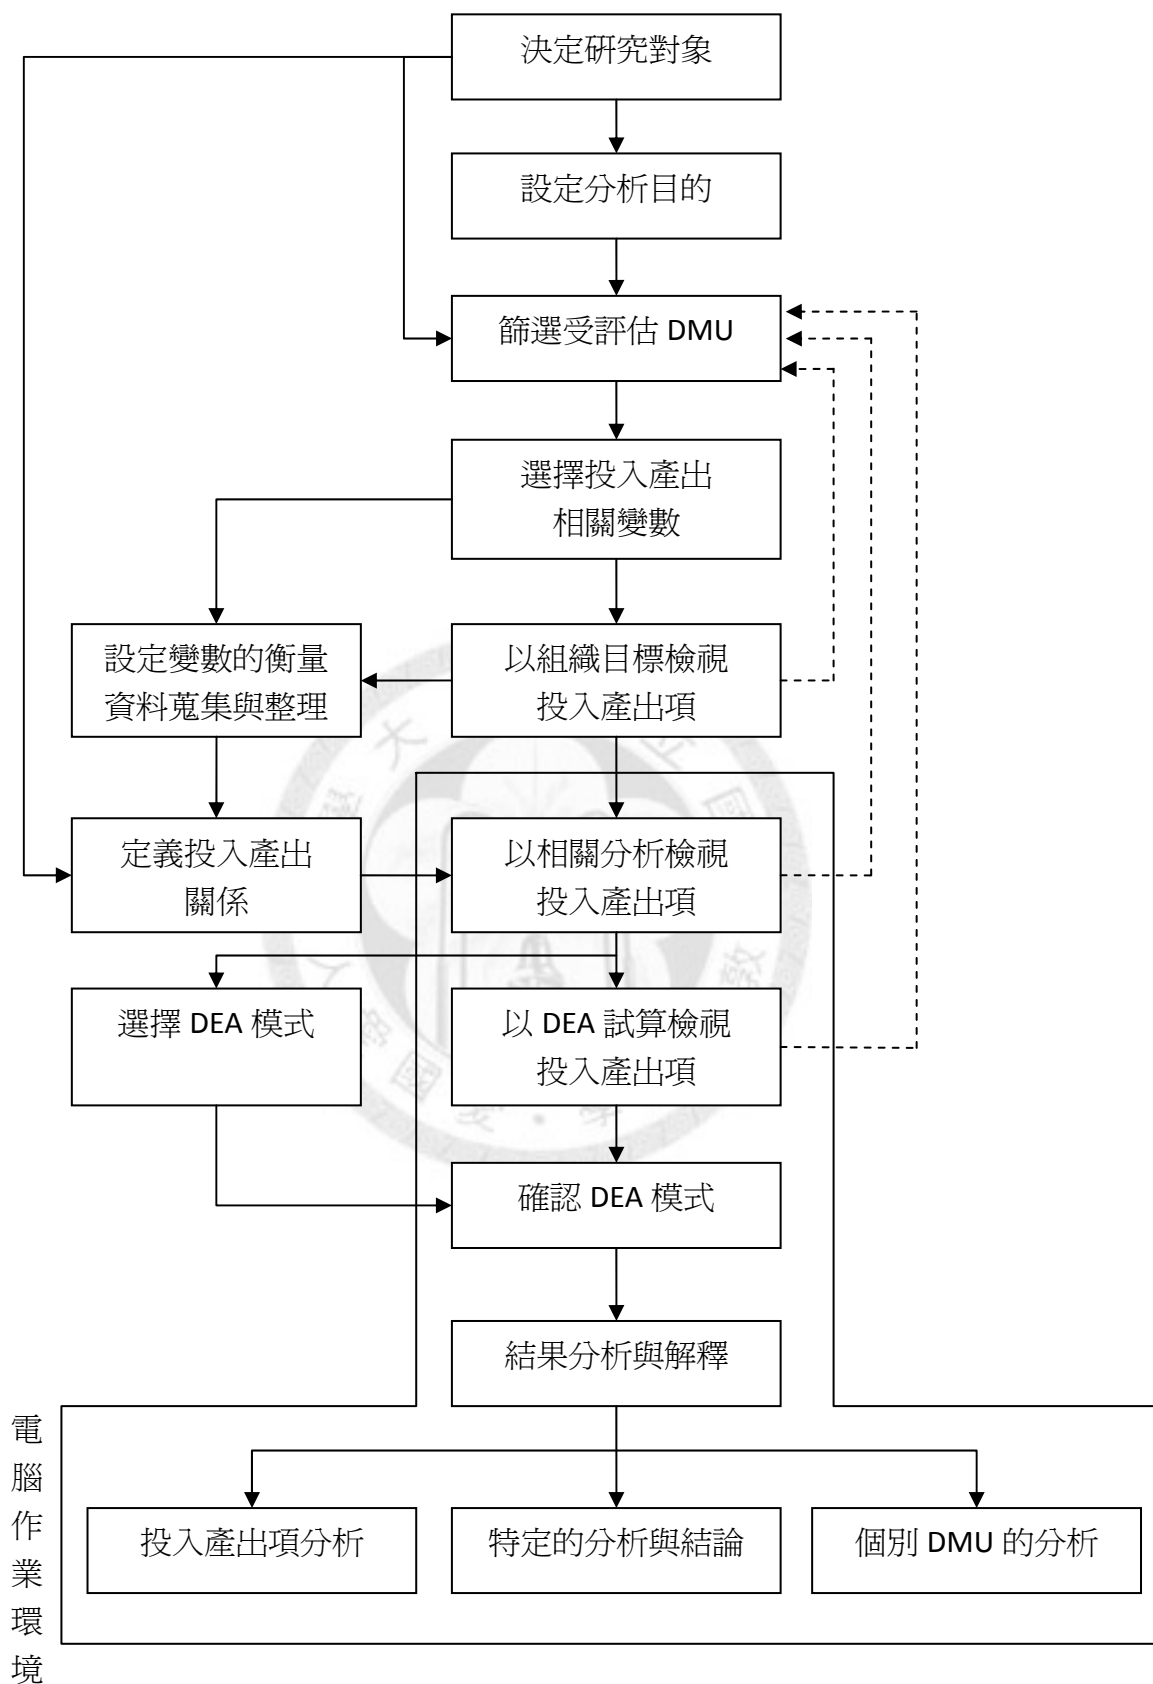 決定研究對象
設定分析目的
篩選受評估 DMU
選擇投入產出
相關變數
設定變數的衡量
資料蒐集與整理
以組織目標檢視
投入產出項
定義投入產出
關係
以相關分析檢視
投入產出項
選擇 DEA 模式
以 DEA 試算檢視
投入產出項
確認 DEA 模式
結果分析與解釋
電腦作業環境
投入產出項分析
特定的分析與結論
個別 DMU 的分析